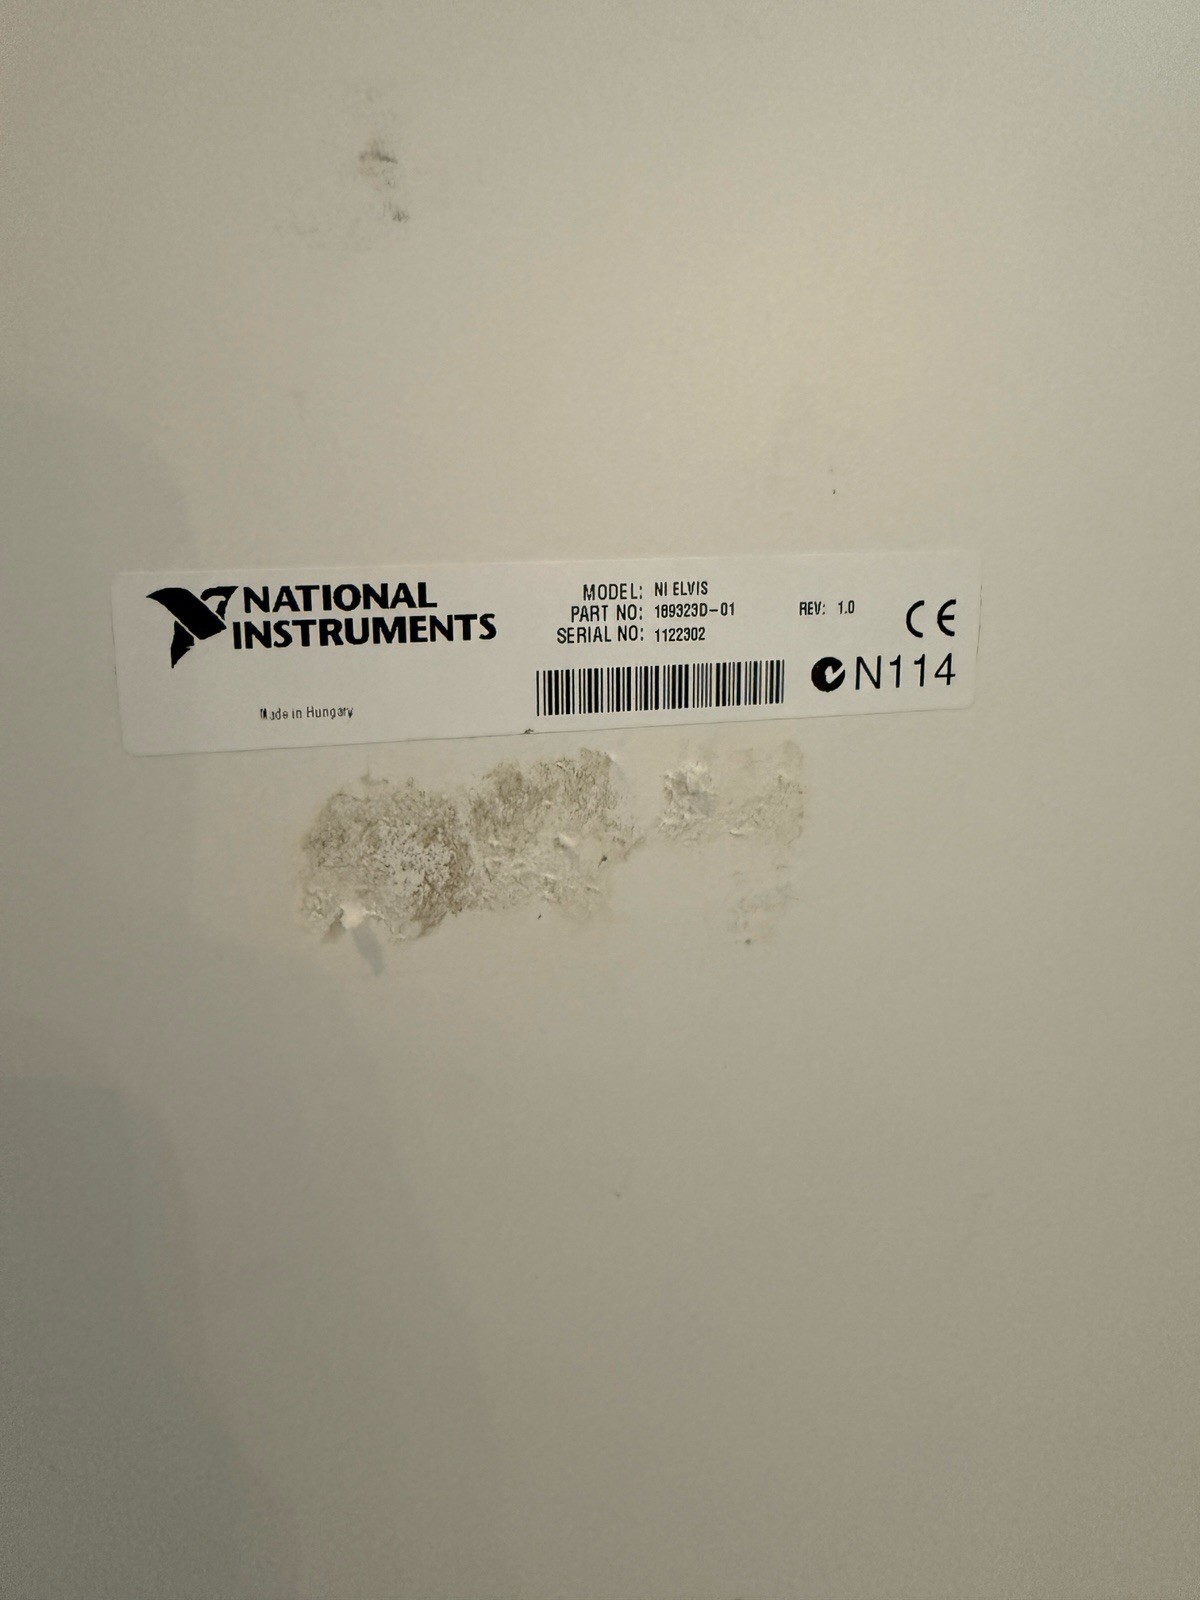 NATIONAL
INSTRUMENTS
Made in Hungary
MODEL: NI ELVIS
PART NO: 189323D-01
SERIAL NO: 1122302
REV: 1.0
CE
N114